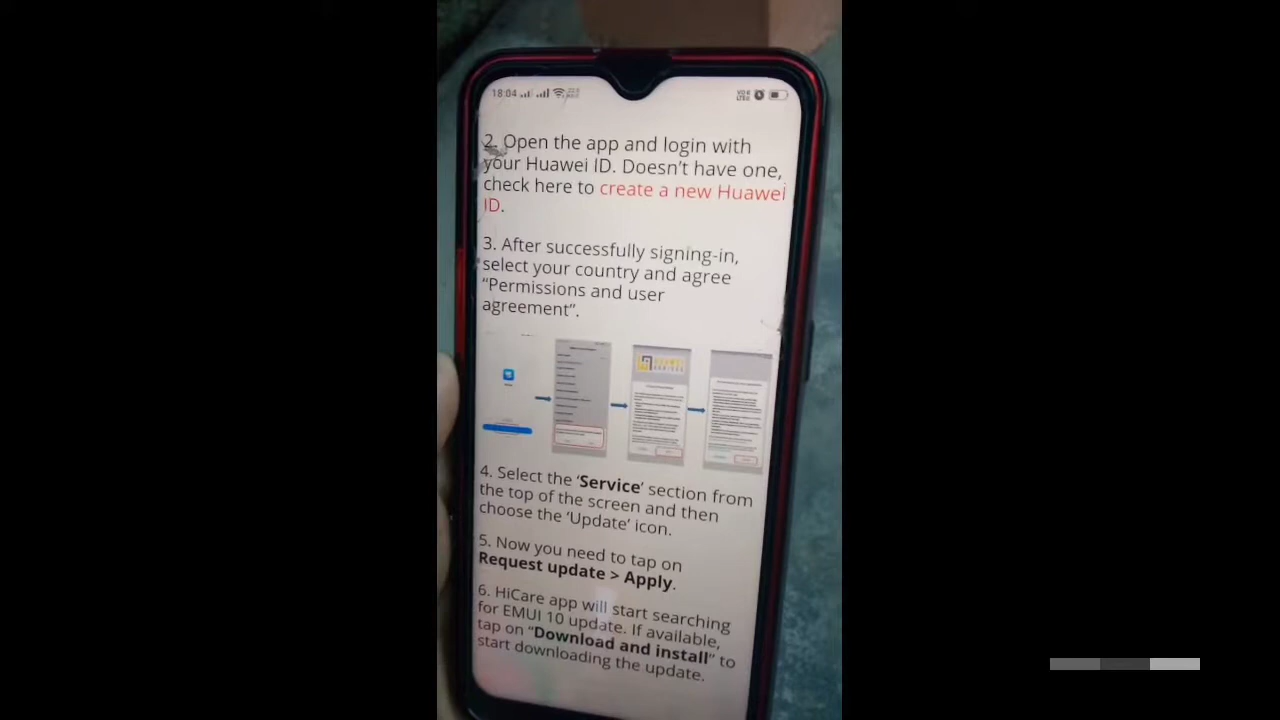 18:04
2. Open the app and login with
your Huawei ID. Doesn't have one,
check here to create a new Huawei
ID.
3. After successfully signing-in,
select your country and agree
“Permissions and user
agreement”.
4. Select the ‘Service’ section from
the top of the screen and then
choose the ‘Update’ icon.
5. Now you need to tap on
Request update > Apply.
6. HiCare app will start searching
for EMUI 10 update. If available,
tap on “Download and install” to
start downloading the update.